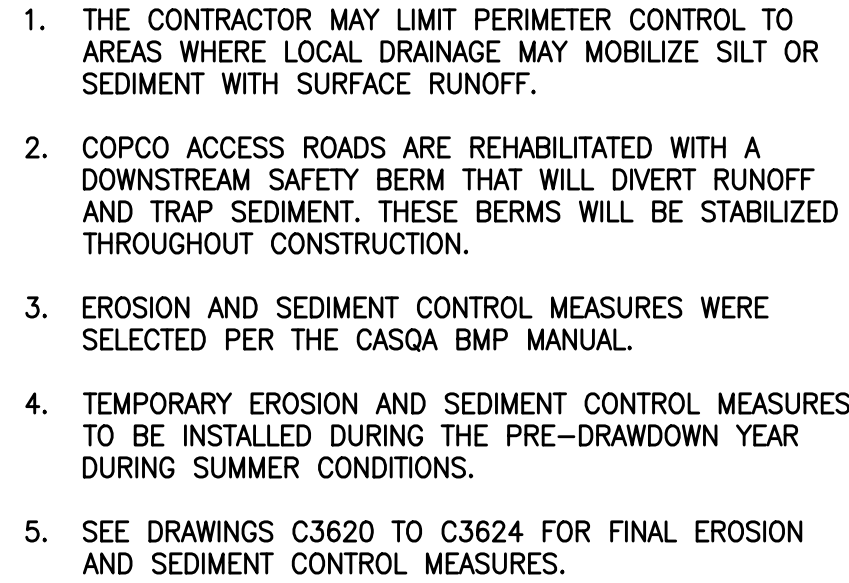 1. THE CONTRACTOR MAY LIMIT PERIMETER CONTROL TO
AREAS WHERE LOCAL DRAINAGE MAY MOBILIZE SILT OR
SEDIMENT WITH SURFACE RUNOFF.
2. COPCO ACCESS ROADS ARE REHABILITATED WITH A
DOWNSTREAM SAFETY BERM THAT WILL DIVERT RUNOFF
AND TRAP SEDIMENT. THESE BERMS WILL BE STABILIZED
THROUGHOUT CONSTRUCTION.
3. EROSION AND SEDIMENT CONTROL MEASURES WERE
SELECTED PER THE CASQA BMP MANUAL.
4. TEMPORARY EROSION AND SEDIMENT CONTROL MEASURES
TO BE INSTALLED DURING THE PRE–DRAWDOWN YEAR
DURING SUMMER CONDITIONS.
5. SEE DRAWINGS C3620 TO C3624 FOR FINAL EROSION
AND SEDIMENT CONTROL MEASURES.